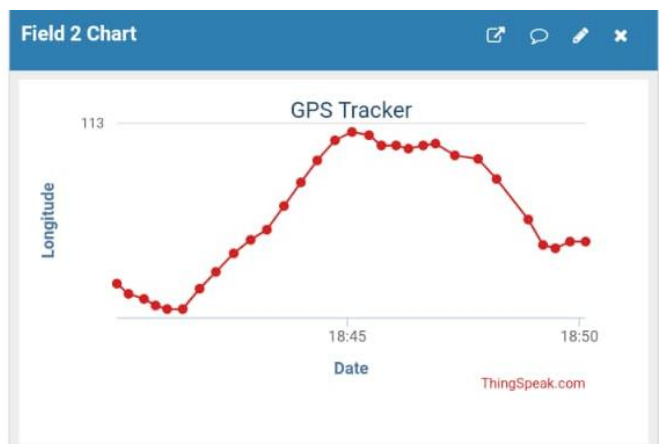 Field 2 Chart
GPS Tracker
113
Longitude
18:45
18:50
Date
ThingSpeak.com